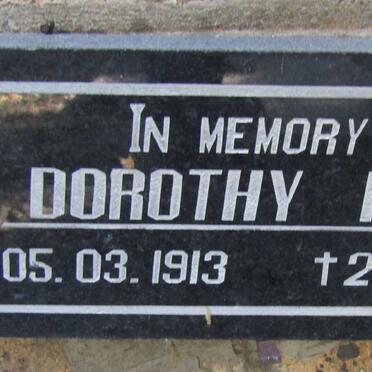 IN MEMORY
DOROTHY
05.03.1913 †2